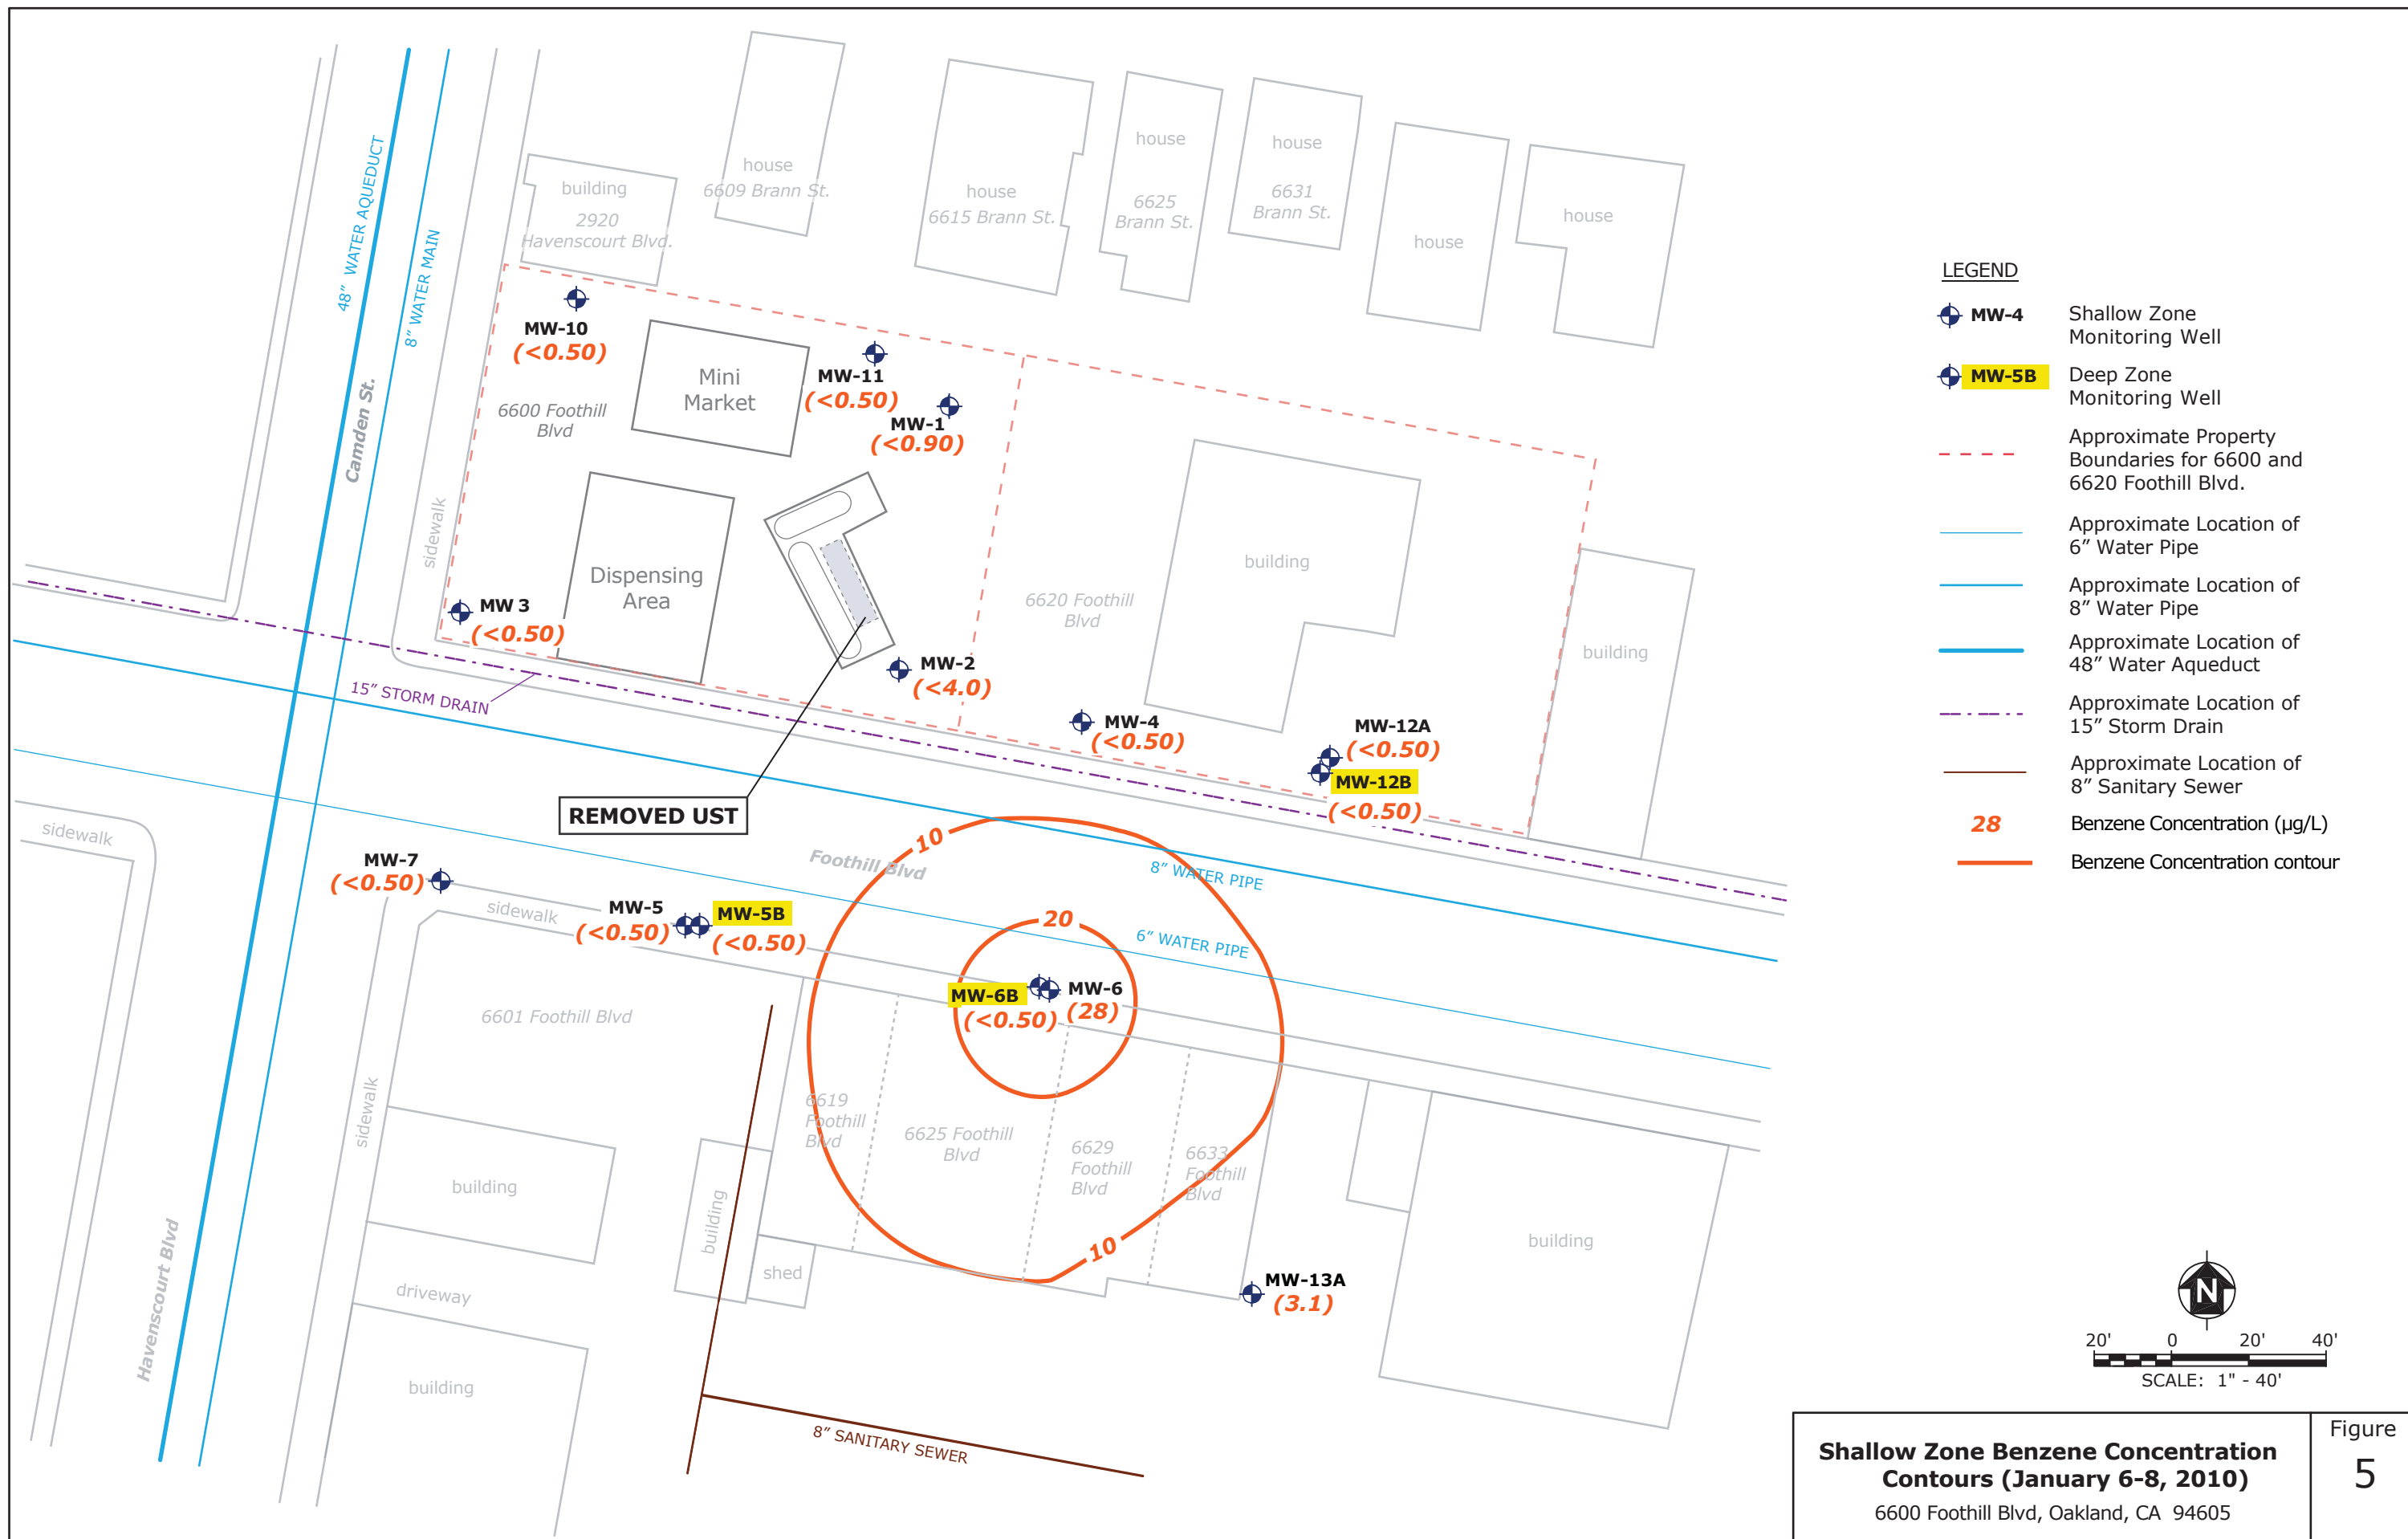 house
6609 Brann St.
house
6615 Brann St.
house
6625
Brann St.
house
6631
Brann St.
house
house
building
2920
Havenscourt Blvd.
48” WATER AQUEDUCT
8” WATER MAIN
Camden St.
sidewalk
MW-10
(<0.50)
6600 Foothill
Blvd
Mini
Market
MW-11
(<0.50)
MW-1
(<0.90)
Dispensing
Area
MW 3
(<0.50)
15” STORM DRAIN
MW-2
(<4.0)
6620 Foothill
Blvd
building
building
MW-4
(<0.50)
MW-12A
(<0.50)
MW-12B
(<0.50)
REMOVED UST
sidewalk
MW-7
(<0.50)
sidewalk
MW-5
(<0.50)
MW-5B
(<0.50)
Foothill Blvd
10
20
8” WATER PIPE
6” WATER PIPE
MW-6B
(<0.50)
MW-6
(28)
6601 Foothill Blvd
sidewalk
6619
Foothill
Blvd
6625 Foothill
Blvd
6629
Foothill
Blvd
6633
Foothill
Blvd
10
building
building
shed
driveway
building
building
Havenscourt Blvd
MW-13A
(3.1)
8” SANITARY SEWER
LEGEND
MW-4 Shallow Zone
Monitoring Well
MW-5B Deep Zone
Monitoring Well
Approximate Property
Boundaries for 6600 and
6620 Foothill Blvd.
Approximate Location of
6” Water Pipe
Approximate Location of
8” Water Pipe
Approximate Location of
48” Water Aqueduct
Approximate Location of
15” Storm Drain
Approximate Location of
8” Sanitary Sewer
28 Benzene Concentration (µg/L)
Benzene Concentration contour
N
20' 0 20' 40'
SCALE: 1" - 40'
Shallow Zone Benzene Concentration
Contours (January 6-8, 2010)
6600 Foothill Blvd, Oakland, CA 94605
Figure
5